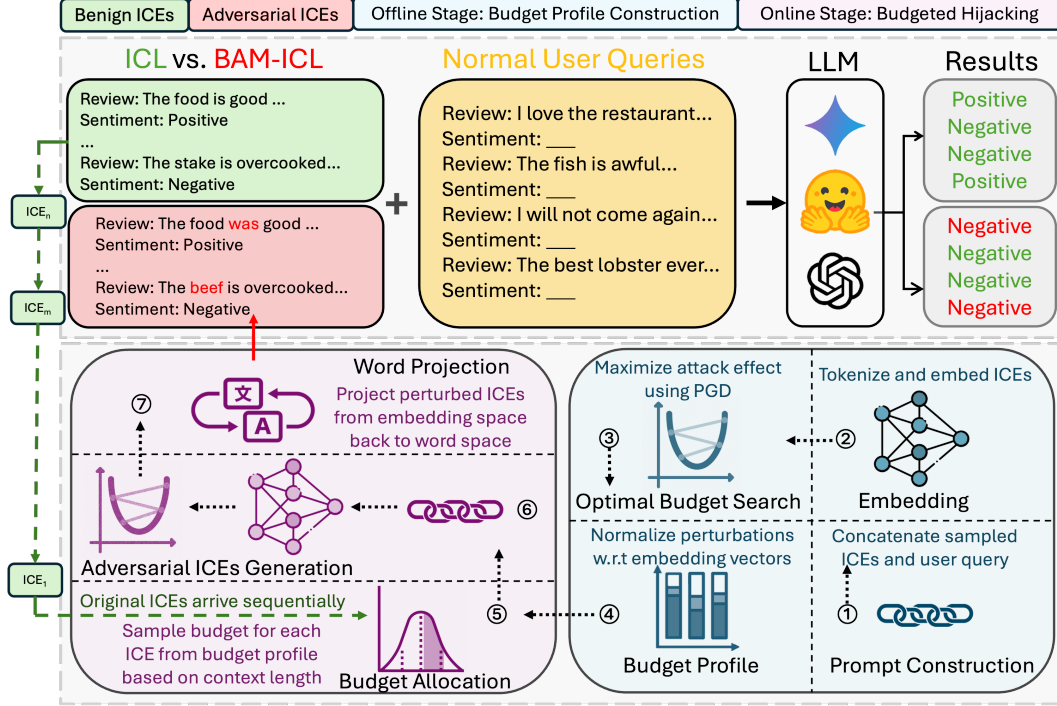 Benign ICEs
Adversarial ICEs
Offline Stage: Budget Profile Construction
Online Stage: Budgeted Hijacking
ICL vs. BAM-ICL
Normal User Queries
LLM
Results
Review: The food is good ...
Sentiment: Positive
...
Review: The stake is overcooked...
Sentiment: Negative
Review: The food was good ...
Sentiment: Positive
...
Review: The beef is overcooked...
Sentiment: Negative
+
Review: I love the restaurant...
Sentiment: ___
Review: The fish is awful...
Sentiment: ___
Review: I will not come again...
Sentiment: ___
Review: The best lobster ever...
Sentiment: ___
Positive
Negative
Negative
Positive
Negative
Negative
Positive
Negative
ICEn
ICEm
ICE1
Word Projection
Project perturbed ICEs
from embedding space
back to word space
文
A
⑦
⑥
Adversarial ICEs Generation
Original ICEs arrive sequentially
Sample budget for each
ICE from budget profile
based on context length
Budget Allocation
⑤
Maximize attack effect
using PGD
③
Optimal Budget Search
Tokenize and embed ICEs
②
Embedding
Normalize perturbations
w.r.t embedding vectors
④
Budget Profile
Concatenate sampled
ICEs and user query
①
Prompt Construction